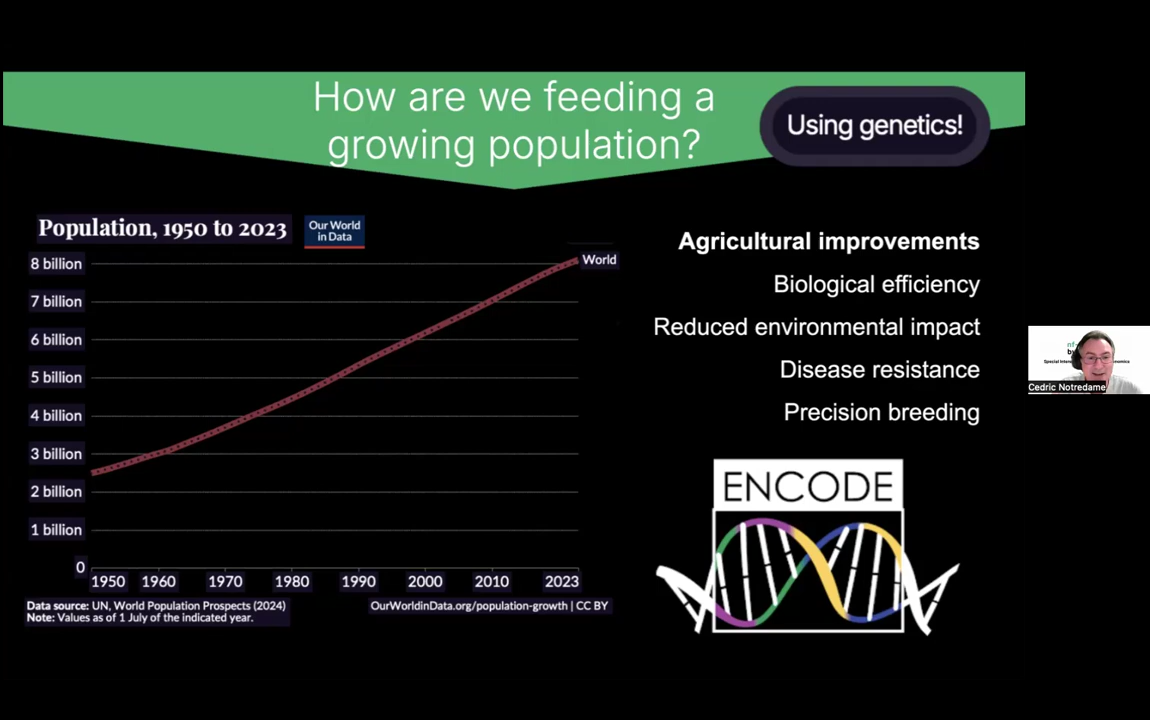 How are we feeding a
growing population?
Using genetics!
Population, 1950 to 2023
Our World
in Data
8 billion
7 billion
6 billion
5 billion
4 billion
3 billion
2 billion
1 billion
0
World
1950 1960 1970 1980 1990 2000 2010 2023
Data source: UN, World Population Prospects (2024)
Note: Values as of 1 July of the indicated year.
OurWorldinData.org/population-growth | CC BY
Agricultural improvements
Biological efficiency
Reduced environmental impact
Disease resistance
Precision breeding
ENCODE
Cedric Notredame